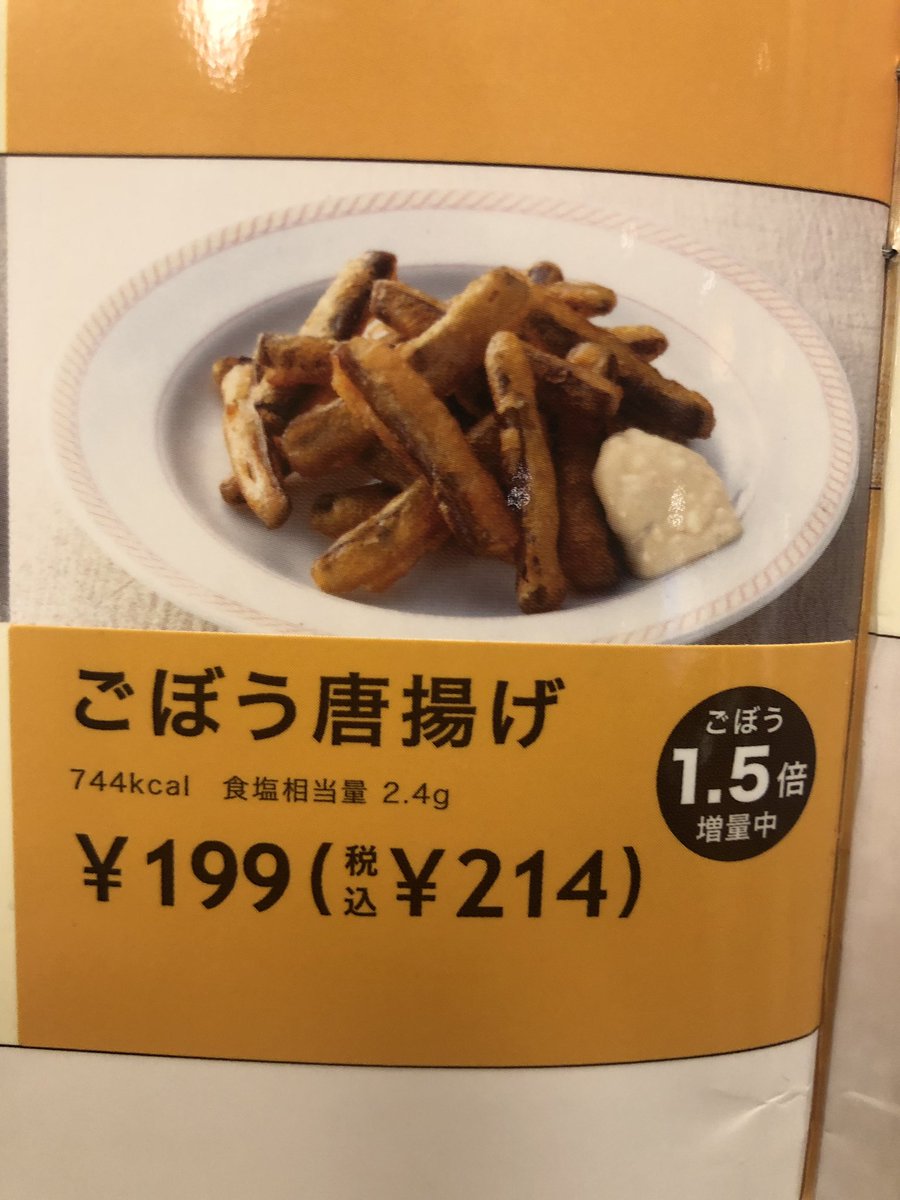 ごぼう唐揚げ
744kcal　食塩相当量 2.4g
¥199(税込¥214)
ごぼう
1.5倍
増量中